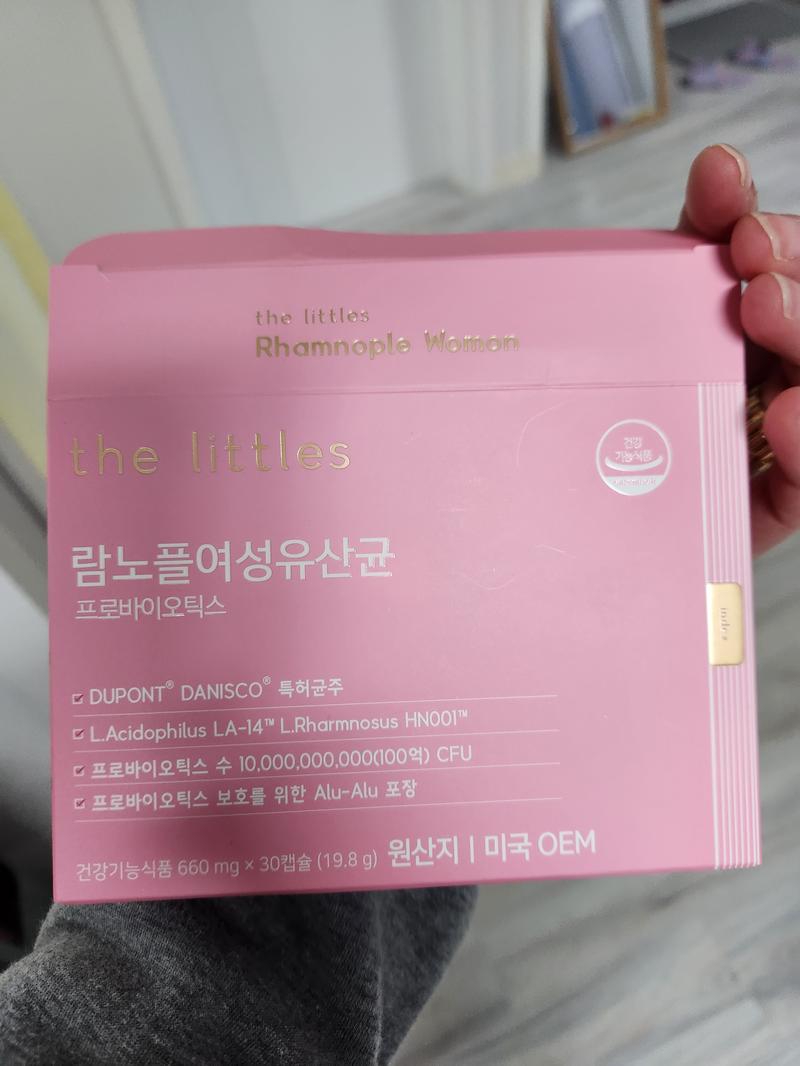 the littles
Rhamnople Women
the littles
건강
기능식품
람노플여성유산균
프로바이오틱스
DUPONT® DANISCO® 특허균주
L.Acidophilus LA-14™ L.Rharmnosus HN001™
프로바이오틱스 수 10,000,000,000(100억) CFU
프로바이오틱스 보호를 위한 Alu-Alu 포장
건강기능식품 660 mg × 30캡슐 (19.8 g) 원산지 | 미국 OEM